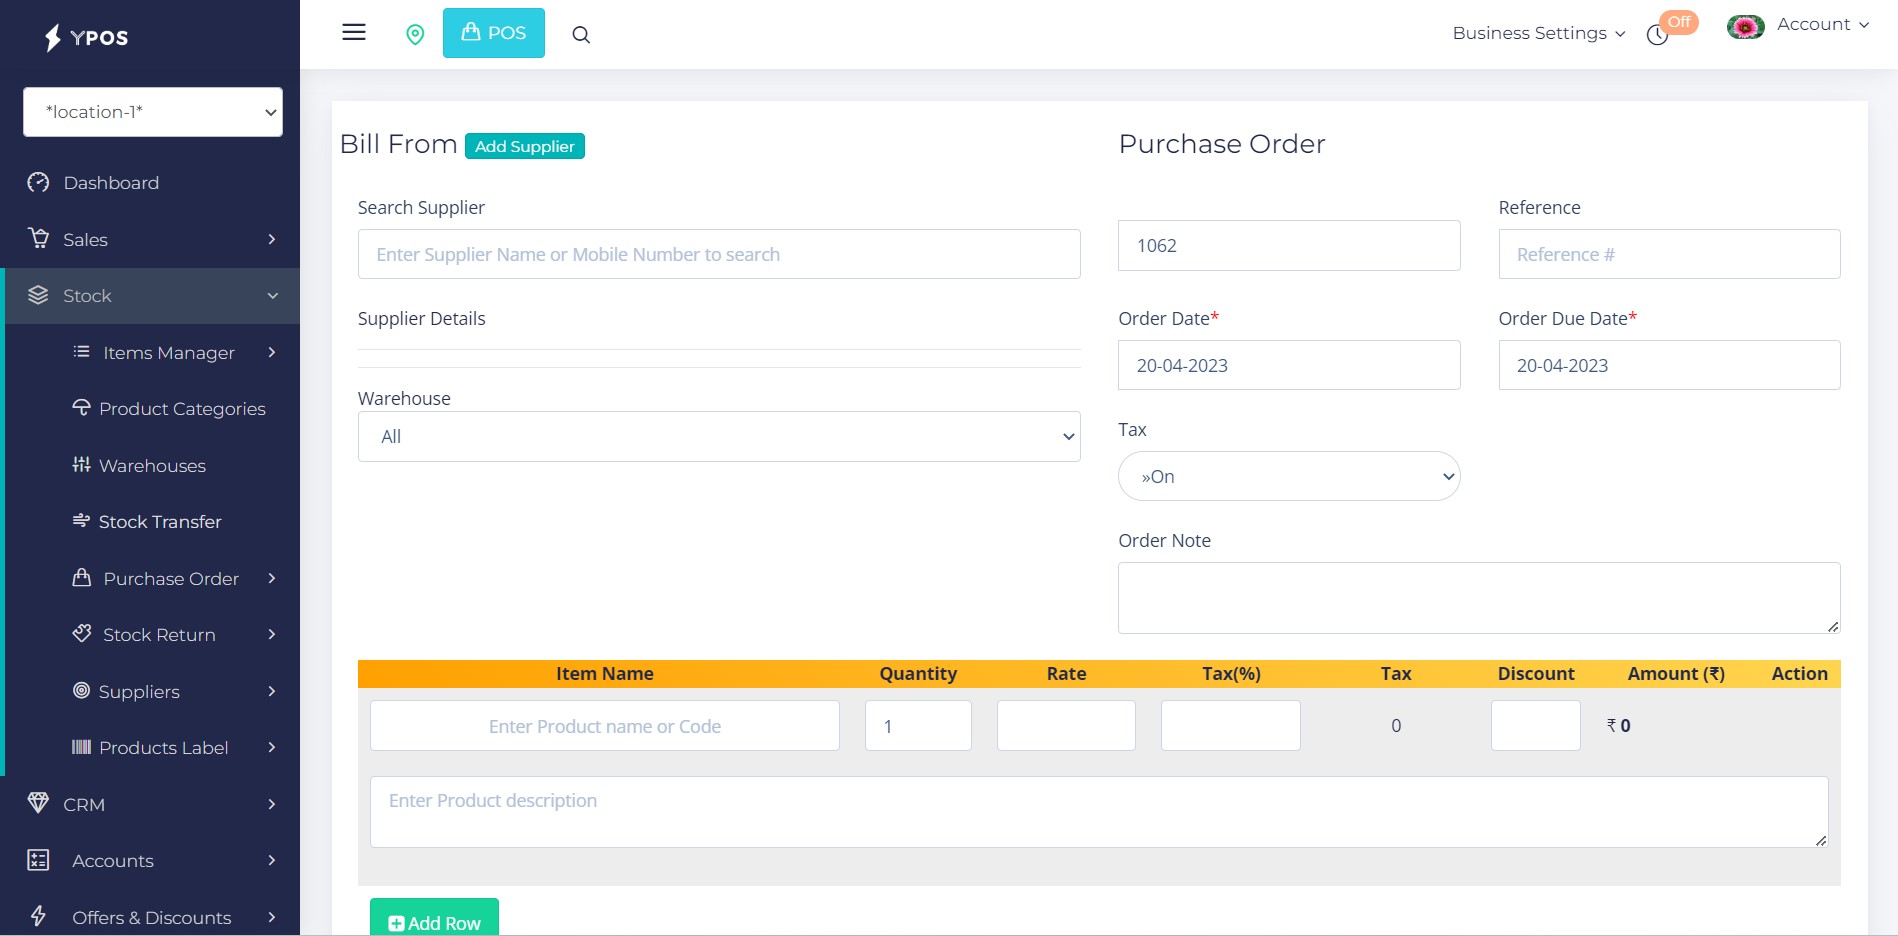 YPOS
*location-1*
Dashboard
Sales
Stock
Items Manager
Product Categories
Warehouses
Stock Transfer
Purchase Order
Stock Return
Suppliers
Products Label
CRM
Accounts
Offers & Discounts
POS
Business Settings
Off
Account
Bill From Add Supplier
Search Supplier
Enter Supplier Name or Mobile Number to search
Supplier Details
Warehouse
All
Purchase Order
1062
Reference
Reference #
Order Date*
20-04-2023
Order Due Date*
20-04-2023
Tax
»On
Order Note
Item Name Quantity Rate Tax(%) Tax Discount Amount (₹) Action
Enter Product name or Code 1 0 ₹ 0
Enter Product description
Add Row